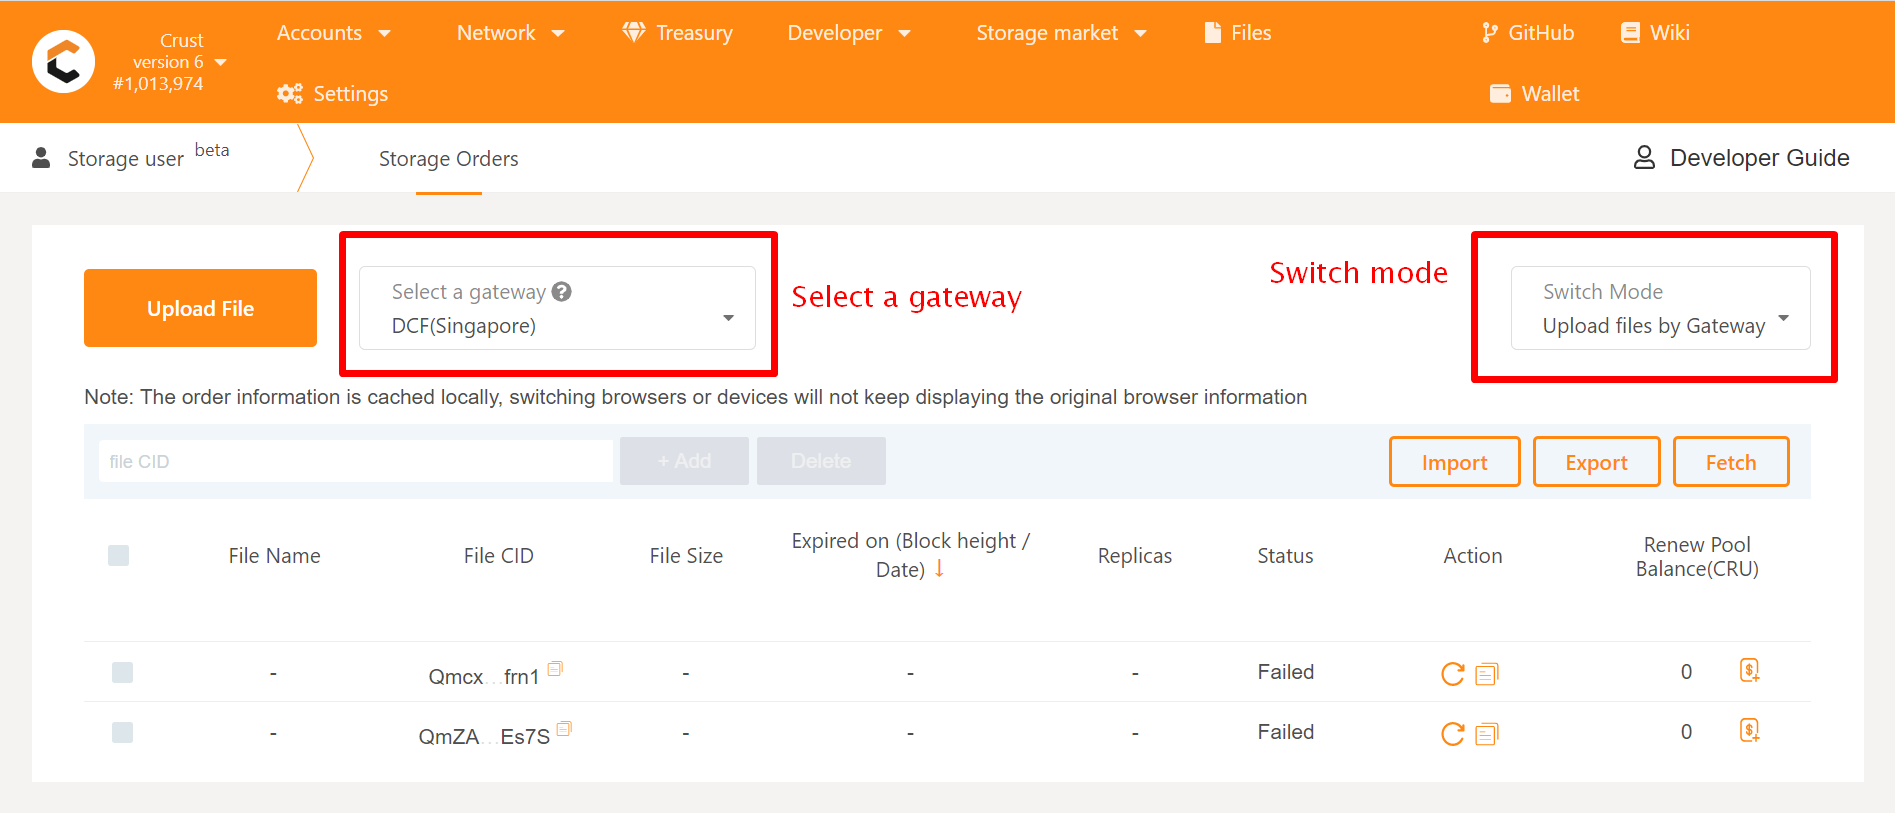 Crust
version 6
#1,013,974
Accounts
Network
Treasury
Developer
Storage market
Files
GitHub
Wiki
Settings
Wallet
Storage user beta
Storage Orders
Developer Guide
Upload File
Select a gateway ?
DCF(Singapore)
Select a gateway
Switch mode
Switch Mode
Upload files by Gateway
Note: The order information is cached locally, switching browsers or devices will not keep displaying the original browser information
file CID
+ Add
Delete
Import
Export
Fetch
File Name
File CID
File Size
Expired on (Block height /
Date) ↓
Replicas
Status
Action
Renew Pool
Balance(CRU)
- Qmcx...frn1 - - - Failed 0
- QmZA...Es7S - - - Failed 0